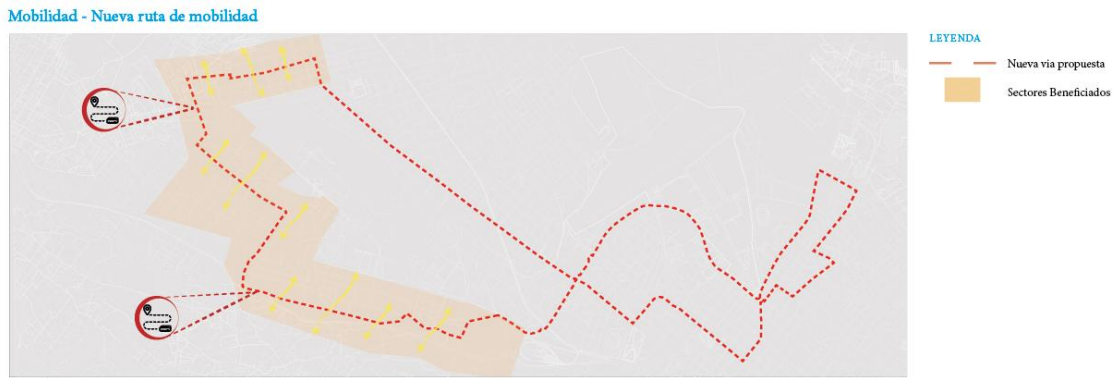 Mobilidad - Nueva ruta de mobilidad
LEYENDA
Nueva via propuesta
Sectores Beneficiados